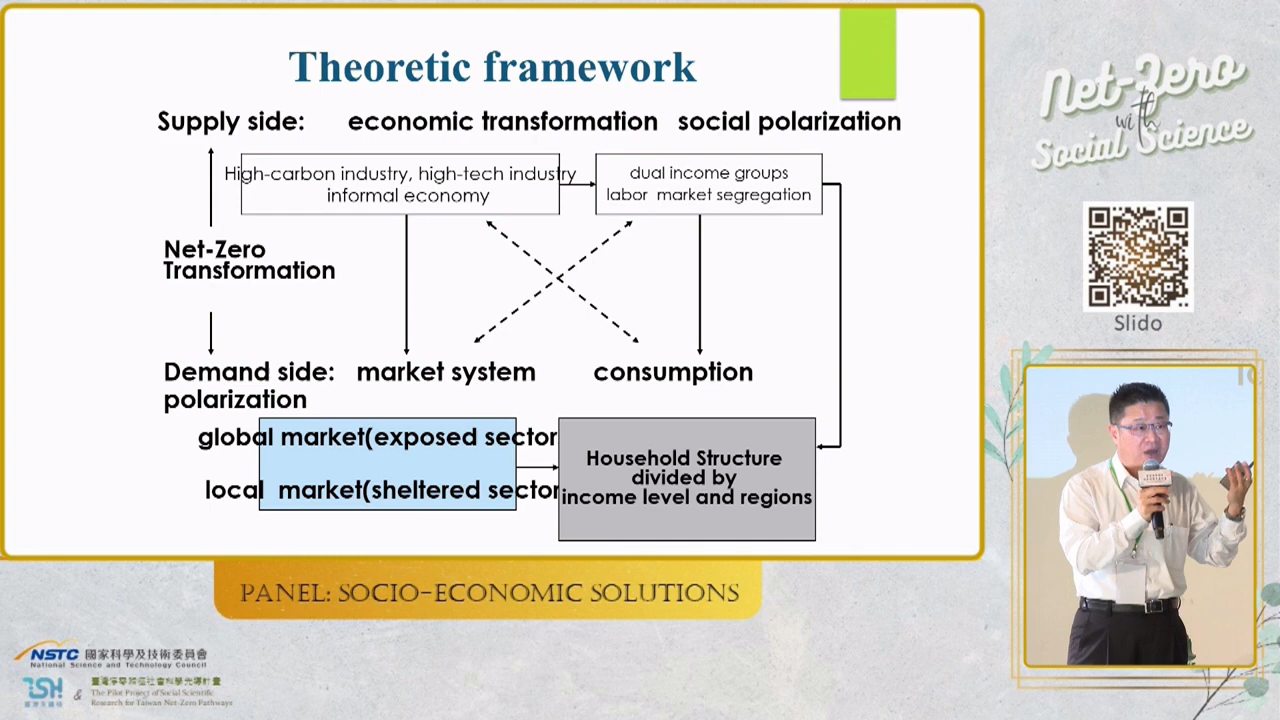 Theoretic framework
Supply side: economic transformation social polarization
High-carbon industry, high-tech industry
informal economy
dual income groups
labor market segregation
Net-Zero
Transformation
Demand side: market system consumption
polarization
global market(exposed sector
local market(sheltered sector
Household Structure
divided by
income level and regions
PANEL: SOCIO-ECONOMIC SOLUTIONS
Net-Zero
with
Social Science
Slido
NSTC 國家科學及技術委員會
National Science and Technology Council
TSH
&
臺灣淨零路徑社會科學先導計畫
The Pilot Project of Social Scientific
Research for Taiwan Net-Zero Pathways